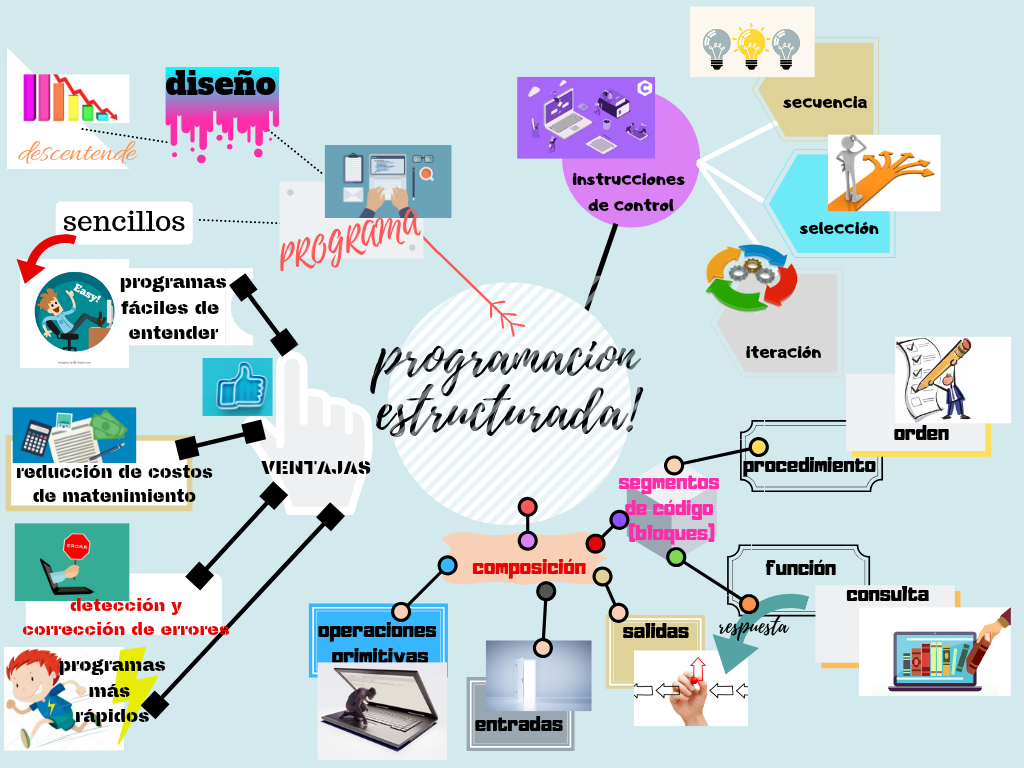 diseño
descentende
sencillos
programa
programas
fáciles de
entender
Easy!
instrucciones
de control
C
secuencia
selección
iteración
programacion
estructurada!
VENTAJAS
reducción de costos
de matenimiento
ERROR
detección y
corrección de errores
programas
más
rápidos
composición
operaciones
primitivas
entradas
salidas
segmentos
de código
(bloques)
procedimiento
orden
función
consulta
respuesta